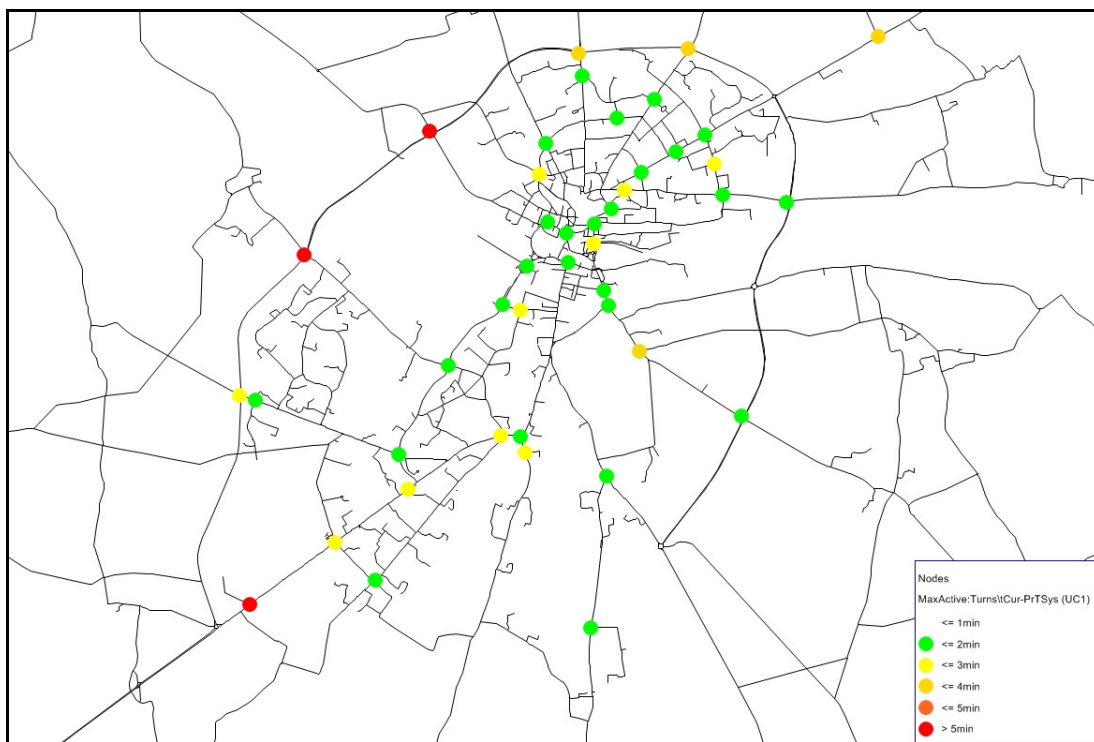 Nodes
MaxActive:Turns\tCur-PrTSys (UC1)
<= 1min
<= 2min
<= 3min
<= 4min
<= 5min
> 5min